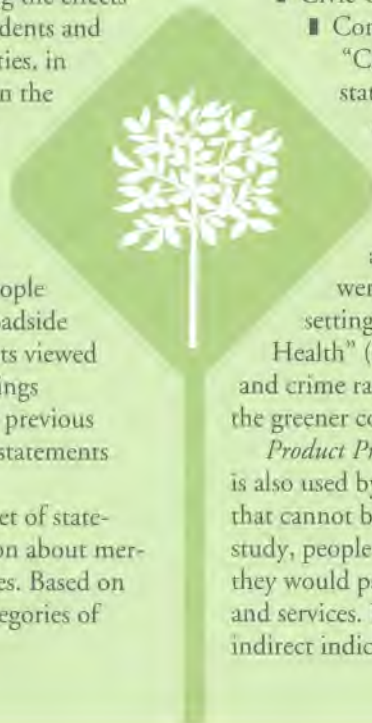 the effects
dents and
ties, in
n the
ople
adside
ts viewed
ings
previous
statements
et of state-
on about mer-
es. Based on
egories of
Civic
▮ Con
“C
stat
a
wer
setting
Health” (
and crime ra
the greener co
Product Pr
is also used by
that cannot b
study, people
they would p
and services.
indirect indic